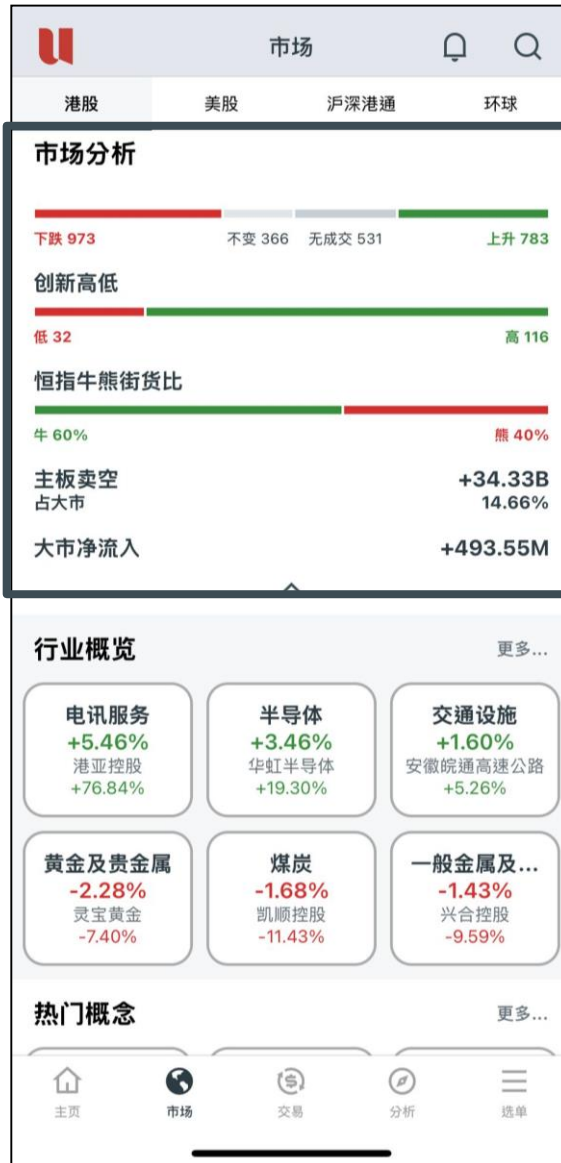 市场
港股 美股 沪深港通 环球
市场分析
下跌 973 不变 366 无成交 531 上升 783
创新高低
低 32 高 116
恒指牛熊街货比
牛 60% 熊 40%
主板卖空 +34.33B
占大市 14.66%
大市净流入 +493.55M
行业概览 更多...
电讯服务 半导体 交通设施
+5.46% +3.46% +1.60%
港亚控股 华虹半导体 安徽皖通高速公路
+76.84% +19.30% +5.26%
黄金及贵金属 煤炭 一般金属及...
-2.28% -1.68% -1.43%
灵宝黄金 凯顺控股 兴合控股
-7.40% -11.43% -9.59%
热门概念 更多...
主页 市场 交易 分析 选单